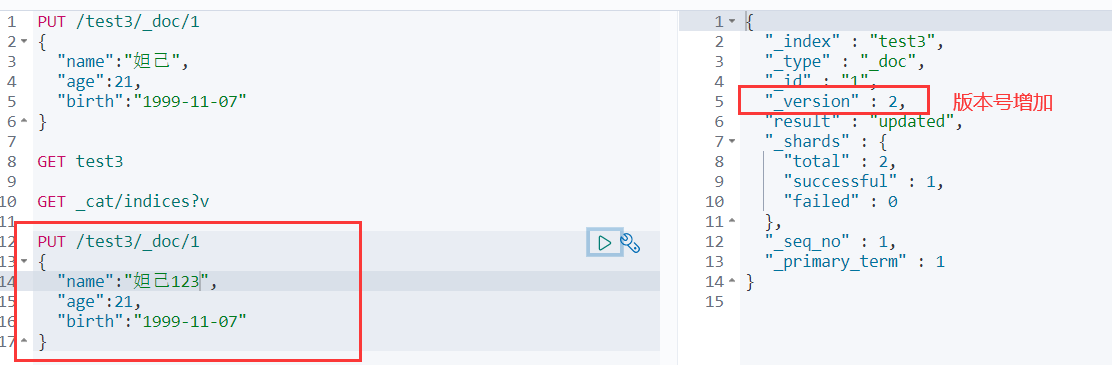 1 PUT /test3/_doc/1
2 {
3 "name":"妲己",
4 "age":21,
5 "birth":"1999-11-07"
6 }
7
8 GET test3
9
10 GET _cat/indices?v
11
12 PUT /test3/_doc/1
13 {
14 "name":"妲己123",
15 "age":21,
16 "birth":"1999-11-07"
17 }
1 {
2 "_index" : "test3",
3 "_type" : "_doc",
4 "_id" : "1",
5 "_version" : 2, 版本号增加
6 "result" : "updated",
7 "_shards" : {
8 "total" : 2,
9 "successful" : 1,
10 "failed" : 0
11 },
12 "_seq_no" : 1,
13 "_primary_term" : 1
14 }
15